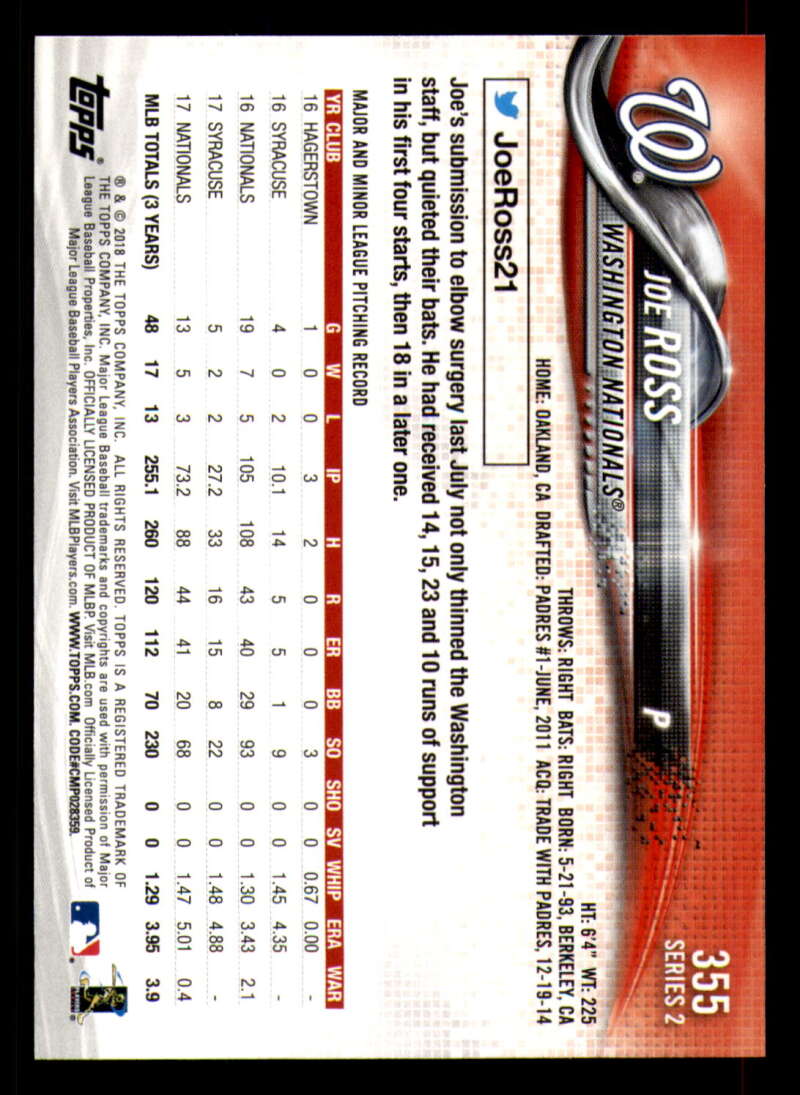 355
SERIES 2
W®
JOE ROSS P
WASHINGTON NATIONALS®
HT: 6'4" WT: 225
THROWS: RIGHT BATS: RIGHT BORN: 5-21-93, BERKELEY, CA
HOME: OAKLAND, CA DRAFTED: PADRES #1-JUNE, 2011 ACQ: TRADE WITH PADRES, 12-19-14
JoeRoss21
Joe's submission to elbow surgery last July not only thinned the Washington
staff, but quieted their bats. He had received 14, 15, 23 and 10 runs of support
in his first four starts, then 18 in a later one.
MAJOR AND MINOR LEAGUE PITCHING RECORD
YR CLUB G W L IP H R ER BB SO SHO SV WHIP ERA WAR
16 HAGERSTOWN 1 0 0 3 2 0 0 0 3 0 0 0.67 0.00 -
16 SYRACUSE 4 0 2 10.1 14 5 5 1 9 0 0 1.45 4.35 -
16 NATIONALS 19 7 5 105 108 43 40 29 93 0 0 1.30 3.43 2.1
17 SYRACUSE 5 2 2 27.2 33 16 15 8 22 0 0 1.48 4.88 -
17 NATIONALS 13 5 3 73.2 88 44 41 20 68 0 0 1.47 5.01 0.4
MLB TOTALS (3 YEARS) 48 17 13 255.1 260 120 112 70 230 0 0 1.29 3.95 3.9
topps®
® & © 2018 THE TOPPS COMPANY, INC. ALL RIGHTS RESERVED. TOPPS IS A REGISTERED TRADEMARK OF
THE TOPPS COMPANY, INC. Major League Baseball trademarks and copyrights are used with permission of Major
League Baseball Properties, Inc. OFFICIALLY LICENSED PRODUCT OF MLBP. Visit MLB.com Officially Licensed Product of
Major League Baseball Players Association. Visit MLBPlayers.com. WWW.TOPPS.COM. CODE#CMP028359.